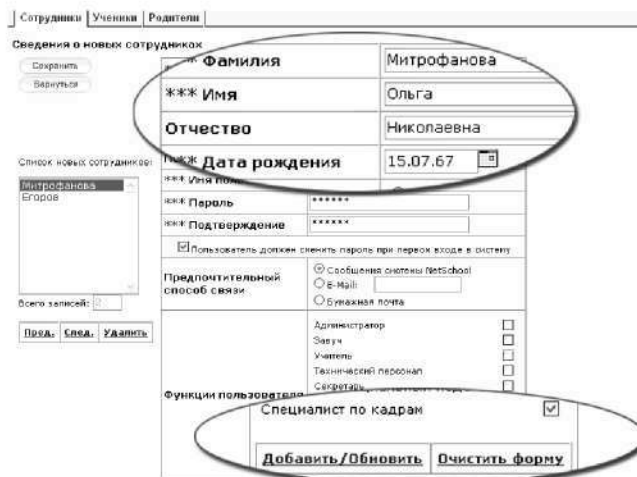 Сотрудники Ученики Родители
Сведения о новых сотрудниках
Сохранить
Вернуться
*** Фамилия Митрофанова
*** Имя Ольга
Отчество Николаевна
*** Дата рождения 15.07.67
*** Имя
*** Пароль ******
*** Подтверждение ******
Пользователь должен сменить пароль при первом входе в систему
Список новых сотрудников:
Митрофанова
Егоров
Всего записей: 2
Пред. След. Удалить
Предпочтительный способ связи
Сообщения системы NetSchool
E-Mail:
Бумажная почта
Функции пользователя
Администратор
Завуч
Учитель
Технический персонал
Секретарь
Специалист по кадрам
Добавить/Обновить Очистить форму